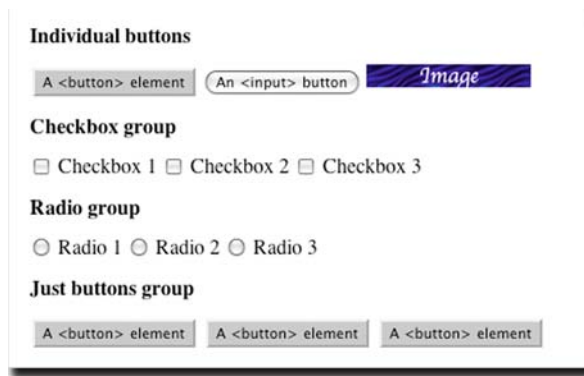 Individual buttons
A <button> element An <input> button Image
Checkbox group
Checkbox 1 Checkbox 2 Checkbox 3
Radio group
Radio 1 Radio 2 Radio 3
Just buttons group
A <button> element A <button> element A <button> element